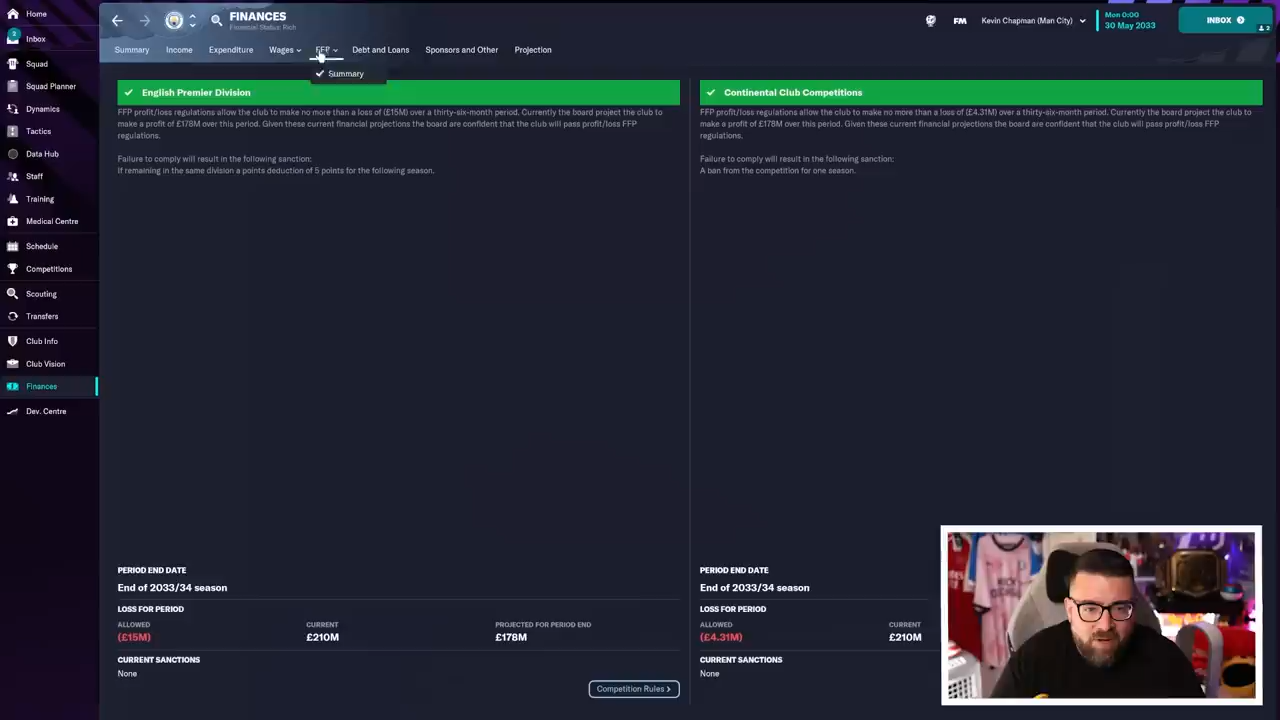 Home
2
Inbox
Squad
Squad Planner
Dynamics
Tactics
Data Hub
Staff
Training
Medical Centre
Schedule
Competitions
Scouting
Transfers
Club Info
Club Vision
Finances
Dev. Centre
FINANCES
Financial Status: Rich
FM
Kevin Chapman (Man City)
Mon 0:00
30 May 2033
INBOX
2
Summary
Income
Expenditure
Wages
FFP
Debt and Loans
Sponsors and Other
Projection
Summary
English Premier Division
FFP profit/loss regulations allow the club to make no more than a loss of (£15M) over a thirty-six-month period. Currently the board project the club to
make a profit of £178M over this period. Given these current financial projections the board are confident that the club will pass profit/loss FFP
regulations.
Failure to comply will result in the following sanction:
If remaining in the same division a points deduction of 5 points for the following season.
PERIOD END DATE
End of 2033/34 season
LOSS FOR PERIOD
ALLOWED
CURRENT
PROJECTED FOR PERIOD END
(£15M)
£210M
£178M
CURRENT SANCTIONS
None
Competition Rules
Continental Club Competitions
FFP profit/loss regulations allow the club to make no more than a loss of (£4.31M) over a thirty-six-month period. Currently the board project the club to
make a profit of £178M over this period. Given these current financial projections the board are confident that the club will pass profit/loss FFP
regulations.
Failure to comply will result in the following sanction:
A ban from the competition for one season.
PERIOD END DATE
End of 2033/34 season
LOSS FOR PERIOD
ALLOWED
CURRENT
(£4.31M)
£210M
CURRENT SANCTIONS
None